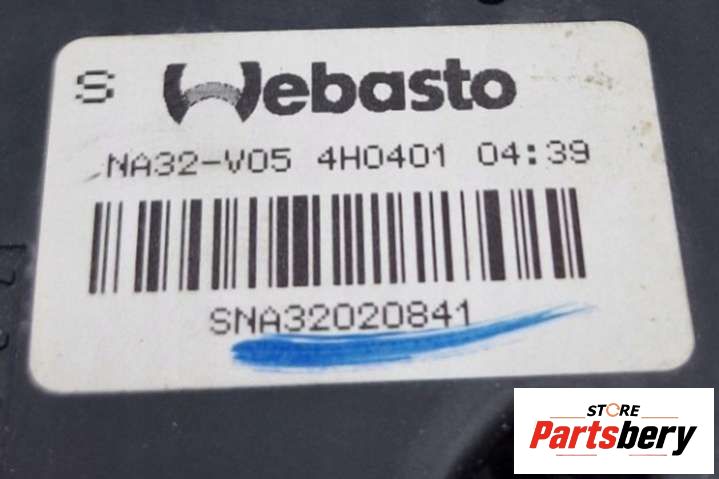 S Webasto
NA32-V05 4H0401 04:39
SNA32020841
STORE
Partsbery